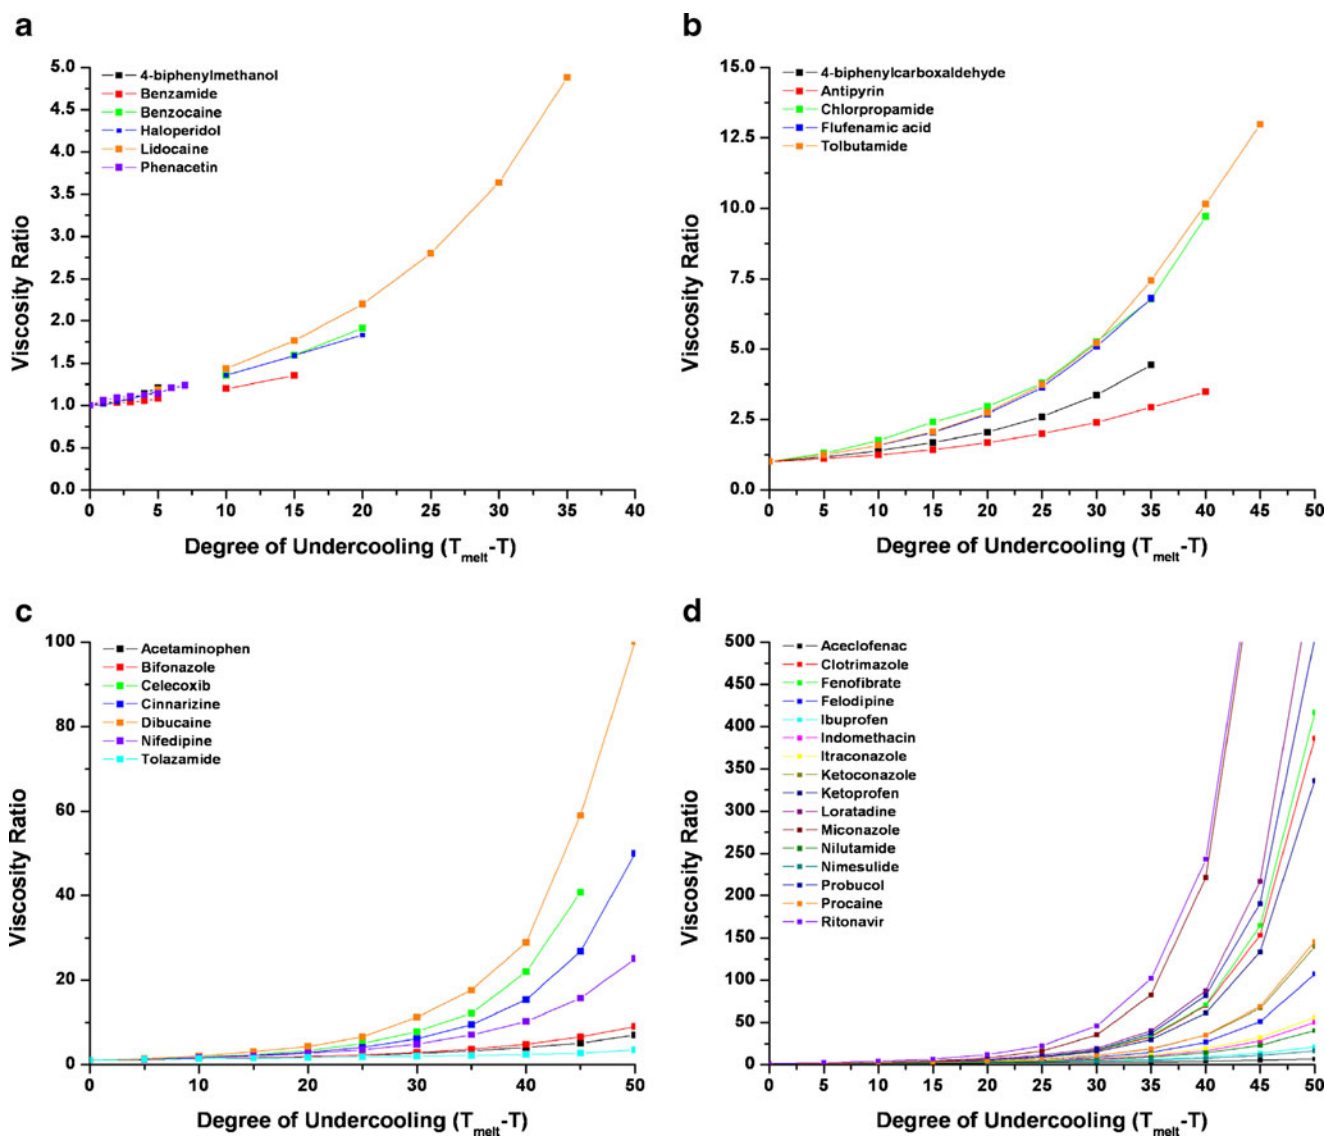 a
5.0
4.5
4.0
3.5
3.0
2.5
2.0
1.5
1.0
0.5
0.0
Viscosity Ratio
4-biphenylmethanol
Benzamide
Benzocaine
Haloperidol
Lidocaine
Phenacetin
0 5 10 15 20 25 30 35 40
Degree of Undercooling (Tmelt-T)
b
15.0
12.5
10.0
7.5
5.0
2.5
0.0
Viscosity Ratio
4-biphenylcarboxaldehyde
Antipyrin
Chlorpropamide
Flufenamic acid
Tolbutamide
0 5 10 15 20 25 30 35 40 45 50
Degree of Undercooling (Tmelt-T)
c
100
80
60
40
20
0
Viscosity Ratio
Acetaminophen
Bifonazole
Celecoxib
Cinnarizine
Dibucaine
Nifedipine
Tolazamide
0 10 20 30 40 50
Degree of Undercooling (Tmelt-T)
d
500
450
400
350
300
250
200
150
100
50
0
Viscosity Ratio
Aceclofenac
Clotrimazole
Fenofibrate
Felodipine
Ibuprofen
Indomethacin
Itraconazole
Ketoconazole
Ketoprofen
Loratadine
Miconazole
Nilutamide
Nimesulide
Probucol
Procaine
Ritonavir
0 5 10 15 20 25 30 35 40 45 50
Degree of Undercooling (Tmelt-T)